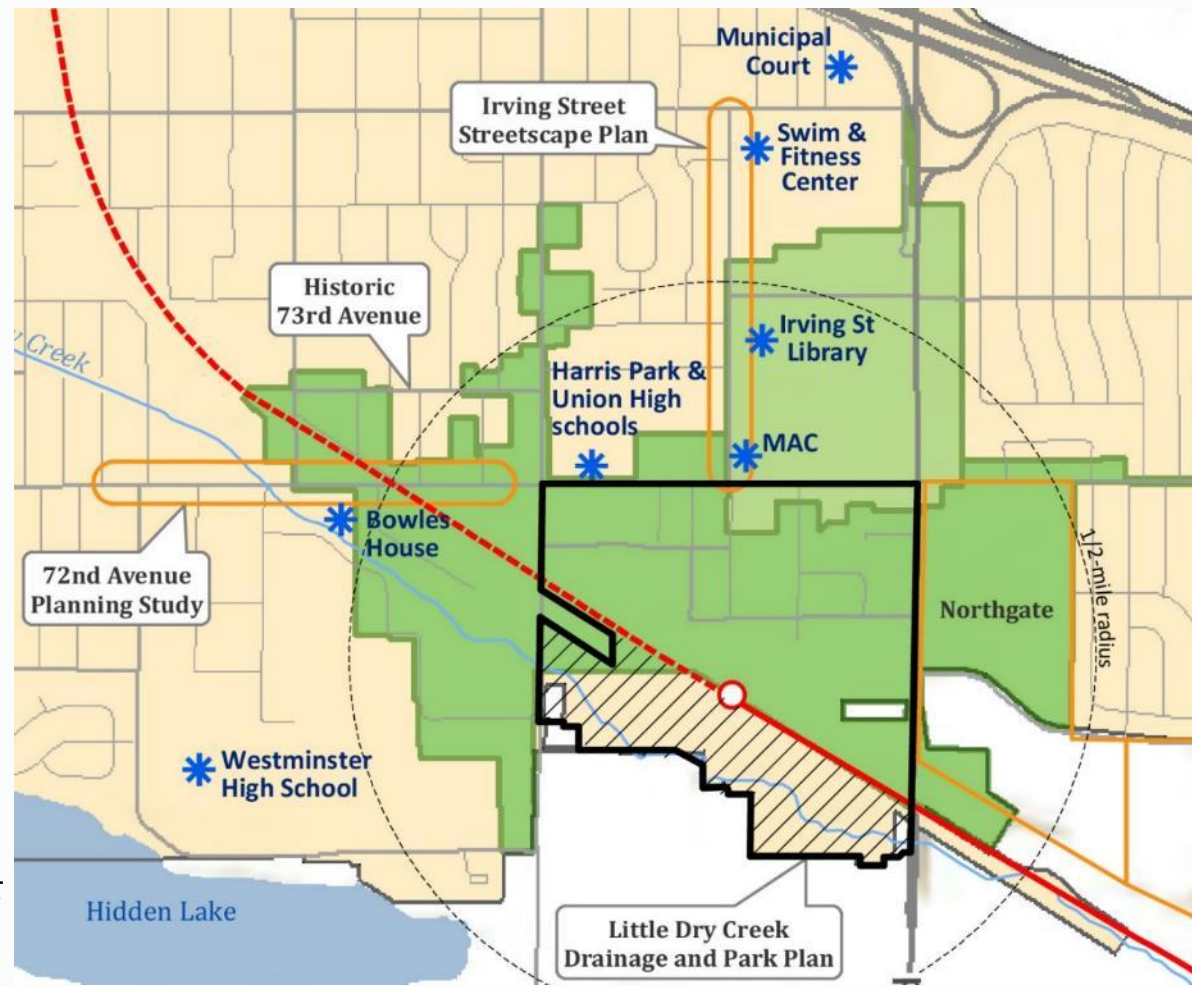 Municipal
Court
Irving Street
Streetscape Plan
Swim &
Fitness
Center
Historic
73rd Avenue
Creek
Irving St
Library
Harris Park &
Union High
schools
MAC
Bowles
House
72nd Avenue
Planning Study
1/2-mile radius
Northgate
Westminster
High School
Hidden Lake
Little Dry Creek
Drainage and Park Plan